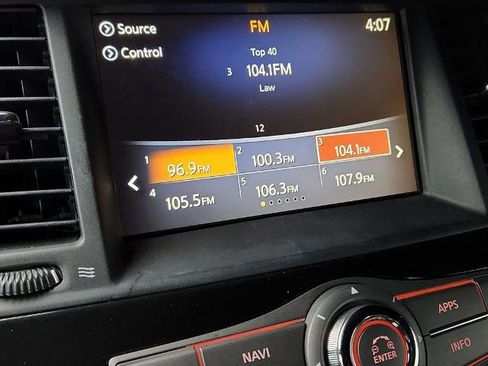 Source FM 4:07
Control Top 40
3 104.1FM
Law
12
1 96.9FM 2 100.3FM 3 104.1FM
4 105.5FM 5 106.3FM 6 107.9FM
NAVI ENTER APPS
INFO